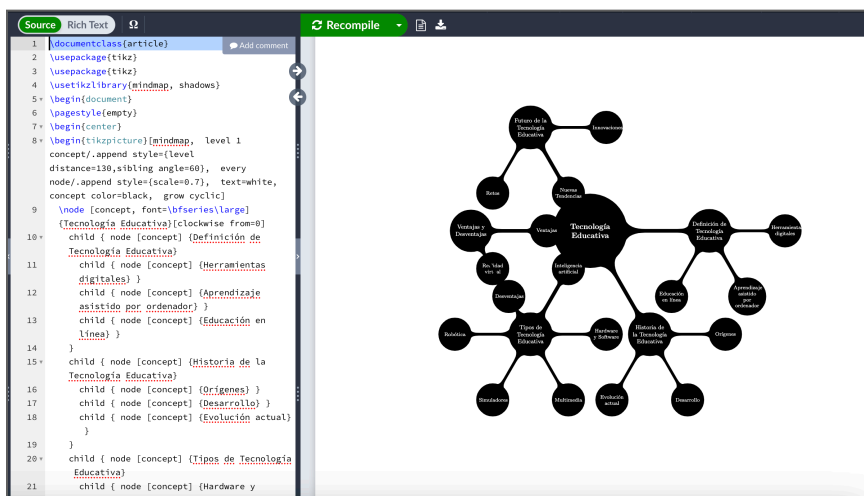 Source Rich Text Ω
Recompile
Add comment
1 \documentclass{article}
2 \usepackage{tikz}
3 \usepackage{tikz}
4 \usetikzlibrary{mindmap, shadows}
5 \begin{document}
6 \pagestyle{empty}
7 \begin{center}
8 \begin{tikzpicture}[mindmap,  level 1
concept/.append style={level
distance=130,sibling angle=60},  every
node/.append style={scale=0.7},  text=white,
concept color=black,  grow cyclic]
9 \node [concept, font=\bfseries\large]
{Tecnología Educativa}[clockwise from=0]
10 child { node [concept] {Definición de
Tecnología Educativa}
11 child { node [concept] {Herramientas
digitales} }
12 child { node [concept] {Aprendizaje
asistido por ordenador} }
13 child { node [concept] {Educación en
línea} }
14 }
15 child { node [concept] {Historia de la
Tecnología Educativa}
16 child { node [concept] {Orígenes} }
17 child { node [concept] {Desarrollo} }
18 child { node [concept] {Evolución actual}
}
19 }
20 child { node [concept] {Tipos de Tecnología
Educativa}
21 child { node [concept] {Hardware y
Futuro de la
Tecnología
Educativa
Innovaciones
Retos
Nuevas
Tendencias
Ventajas y
Desventajas
Ventajas
Tecnología
Educativa
Definición de
Tecnología
Educativa
Herramientas
digitales
Inteligencia
artificial
Desventajas
Educación
en línea
Aprendizaje
asistido
por
ordenador
Robótica
Tipos de
Tecnología
Educativa
Hardware
y Software
Historia de
la Tecnología
Educativa
Orígenes
Simuladores
Multimedia
Evolución
actual
Desarrollo